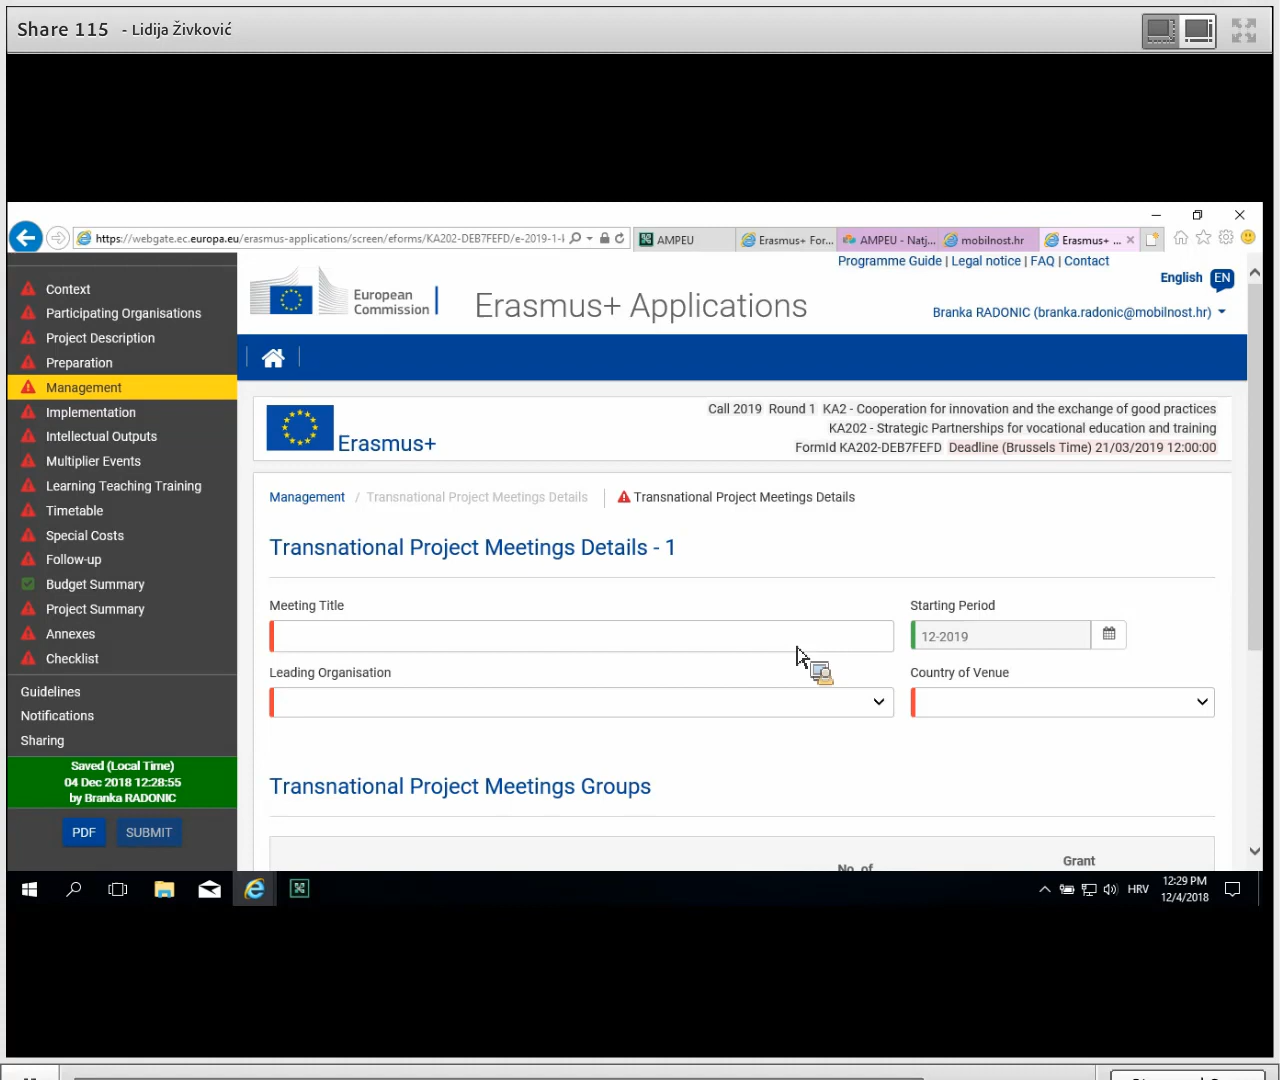 Share 115 - Lidija Živković
https://webgate.ec.europa.eu/erasmus-applications/screen/eforms/KA202-DEB7FEFD/e-2019-1-
AMPEU
Erasmus+ For...
AMPEU - Natj...
mobilnost.hr
Erasmus+ ...
Programme Guide | Legal notice | FAQ | Contact
English EN
European
Commission
Erasmus+ Applications
Branka RADONIC (branka.radonic@mobilnost.hr)
Context
Participating Organisations
Project Description
Preparation
Management
Implementation
Intellectual Outputs
Multiplier Events
Learning Teaching Training
Timetable
Special Costs
Follow-up
Budget Summary
Project Summary
Annexes
Checklist
Guidelines
Notifications
Sharing
Saved (Local Time)
04 Dec 2018 12:28:55
by Branka RADONIC
PDF SUBMIT
Erasmus+
Call 2019 Round 1 KA2 - Cooperation for innovation and the exchange of good practices
KA202 - Strategic Partnerships for vocational education and training
FormId KA202-DEB7FEFD Deadline (Brussels Time) 21/03/2019 12:00:00
Management / Transnational Project Meetings Details | Transnational Project Meetings Details
Transnational Project Meetings Details - 1
Meeting Title
Starting Period
12-2019
Leading Organisation
Country of Venue
Transnational Project Meetings Groups
No. of
Grant
HRV
12:29 PM
12/4/2018